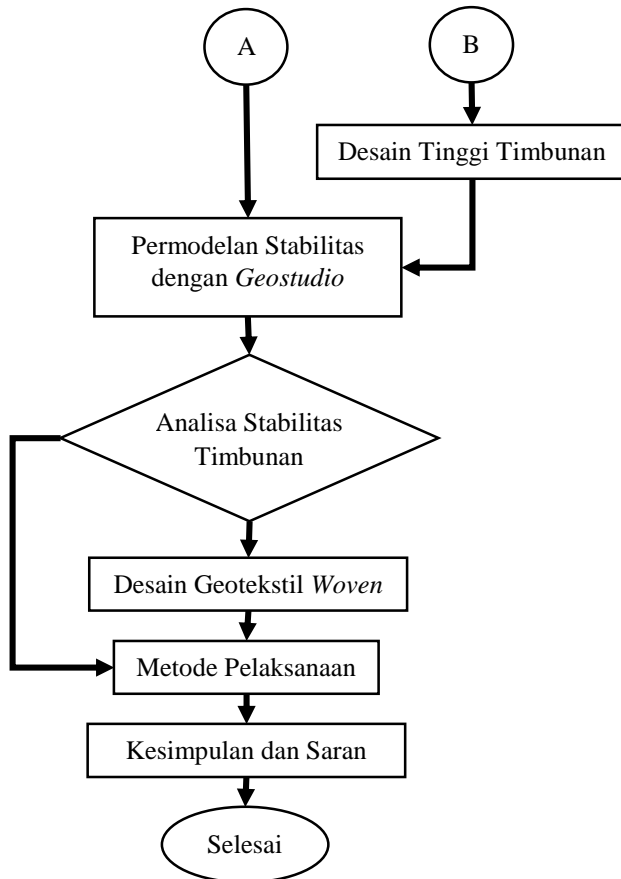 A
B
Desain Tinggi Timbunan
Permodelan Stabilitas
dengan Geostudio
Analisa Stabilitas
Timbunan
Desain Geotekstil Woven
Metode Pelaksanaan
Kesimpulan dan Saran
Selesai